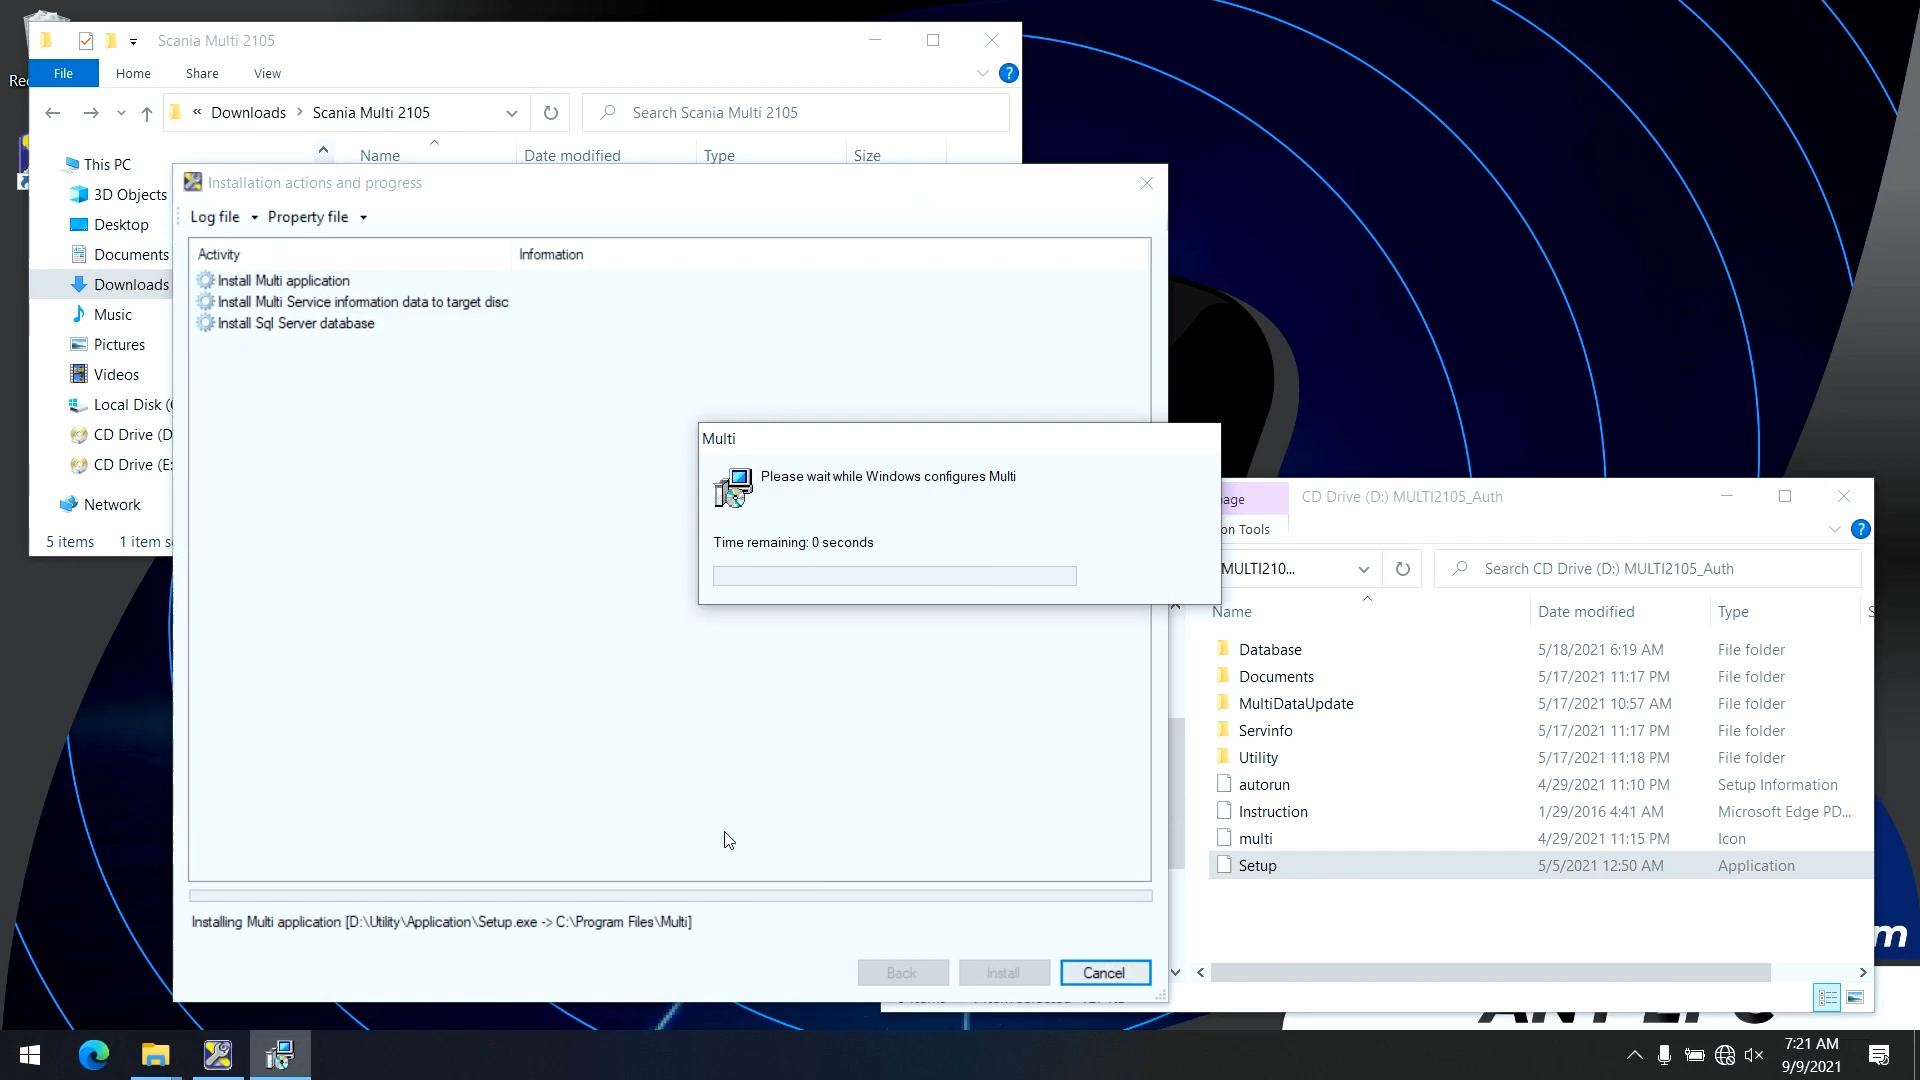 Scania Multi 2105
File Home Share View
« Downloads > Scania Multi 2105
Search Scania Multi 2105
Name Date modified Type Size
This PC
3D Objects
Desktop
Documents
Downloads
Music
Pictures
Videos
Local Disk (
CD Drive (D
CD Drive (E:
Network
5 items 1 item s
Installation actions and progress
Log file Property file
Activity Information
Install Multi application
Install Multi Service information data to target disc
Install Sql Server database
Installing Multi application [D:\Utility\Application\Setup.exe -> C:\Program Files\Multi]
Back Install Cancel
Multi
Please wait while Windows configures Multi
Time remaining: 0 seconds
age CD Drive (D:) MULTI2105_Auth
on Tools
MULTI210...
Search CD Drive (D:) MULTI2105_Auth
Name Date modified Type S
Database 5/18/2021 6:19 AM File folder
Documents 5/17/2021 11:17 PM File folder
MultiDataUpdate 5/17/2021 10:57 AM File folder
Servinfo 5/17/2021 11:17 PM File folder
Utility 5/17/2021 11:18 PM File folder
autorun 4/29/2021 11:10 PM Setup Information
Instruction 1/29/2016 4:41 AM Microsoft Edge PD...
multi 4/29/2021 11:15 PM Icon
Setup 5/5/2021 12:50 AM Application
m
7:21 AM
9/9/2021